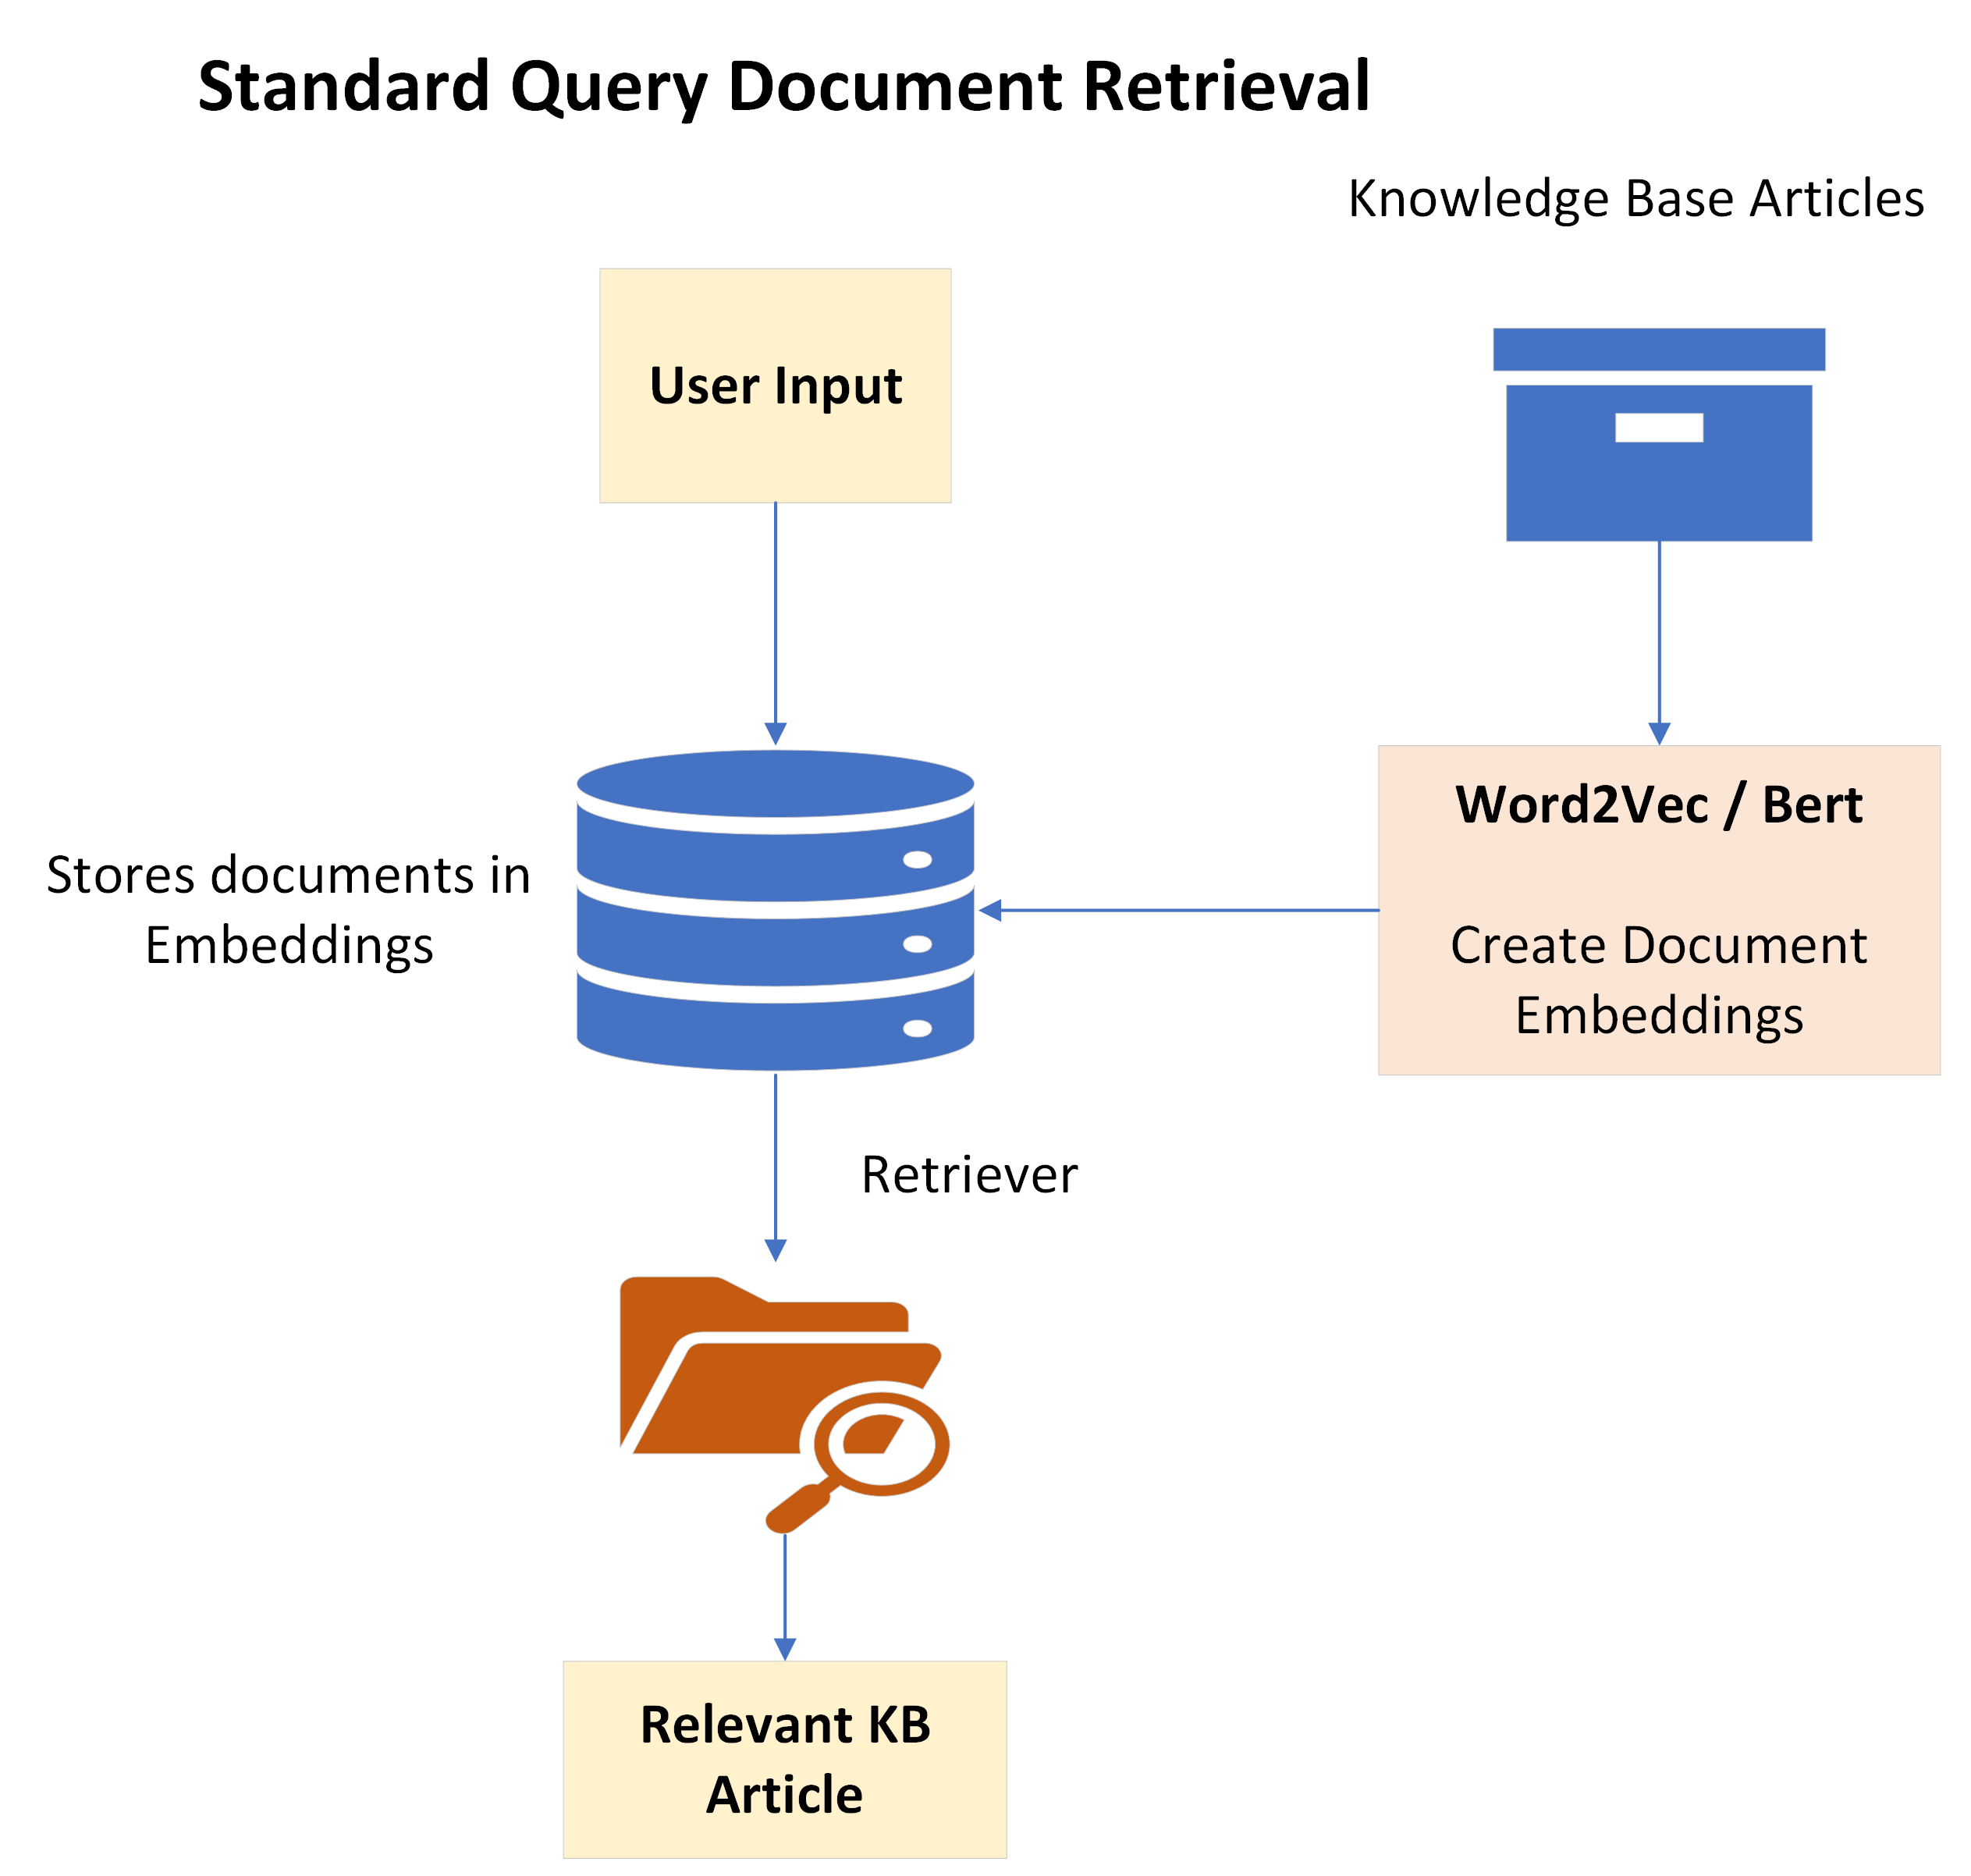 Standard Query Document Retrieval
Knowledge Base Articles
User Input
Word2Vec / Bert
Create Document
Embeddings
Stores documents in
Embeddings
Retriever
Relevant KB
Article